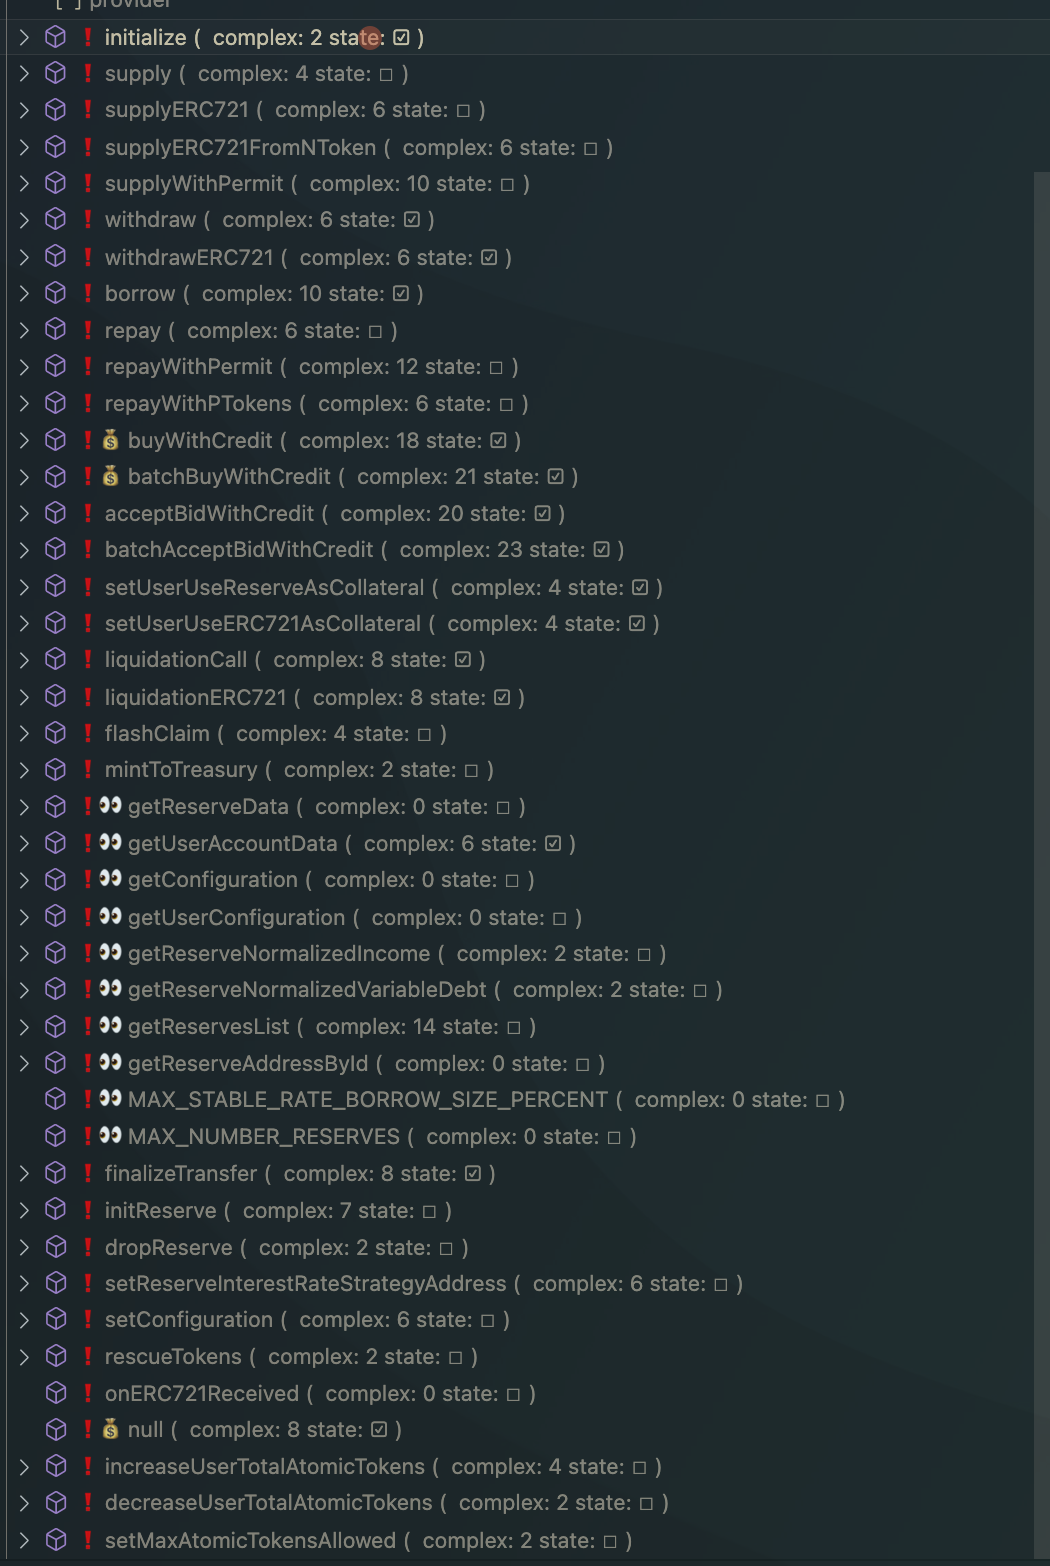 [ ] provider
❗ initialize ( complex: 2 state: ☑ )
❗ supply ( complex: 4 state: □ )
❗ supplyERC721 ( complex: 6 state: □ )
❗ supplyERC721FromNToken ( complex: 6 state: □ )
❗ supplyWithPermit ( complex: 10 state: □ )
❗ withdraw ( complex: 6 state: ☑ )
❗ withdrawERC721 ( complex: 6 state: ☑ )
❗ borrow ( complex: 10 state: ☑ )
❗ repay ( complex: 6 state: □ )
❗ repayWithPermit ( complex: 12 state: □ )
❗ repayWithPTokens ( complex: 6 state: □ )
❗💰 buyWithCredit ( complex: 18 state: ☑ )
❗💰 batchBuyWithCredit ( complex: 21 state: ☑ )
❗ acceptBidWithCredit ( complex: 20 state: ☑ )
❗ batchAcceptBidWithCredit ( complex: 23 state: ☑ )
❗ setUserUseReserveAsCollateral ( complex: 4 state: ☑ )
❗ setUserUseERC721AsCollateral ( complex: 4 state: ☑ )
❗ liquidationCall ( complex: 8 state: ☑ )
❗ liquidationERC721 ( complex: 8 state: ☑ )
❗ flashClaim ( complex: 4 state: □ )
❗ mintToTreasury ( complex: 2 state: □ )
❗👀 getReserveData ( complex: 0 state: □ )
❗👀 getUserAccountData ( complex: 6 state: ☑ )
❗👀 getConfiguration ( complex: 0 state: □ )
❗👀 getUserConfiguration ( complex: 0 state: □ )
❗👀 getReserveNormalizedIncome ( complex: 2 state: □ )
❗👀 getReserveNormalizedVariableDebt ( complex: 2 state: □ )
❗👀 getReservesList ( complex: 14 state: □ )
❗👀 getReserveAddressById ( complex: 0 state: □ )
❗👀 MAX_STABLE_RATE_BORROW_SIZE_PERCENT ( complex: 0 state: □ )
❗👀 MAX_NUMBER_RESERVES ( complex: 0 state: □ )
❗ finalizeTransfer ( complex: 8 state: ☑ )
❗ initReserve ( complex: 7 state: □ )
❗ dropReserve ( complex: 2 state: □ )
❗ setReserveInterestRateStrategyAddress ( complex: 6 state: □ )
❗ setConfiguration ( complex: 6 state: □ )
❗ rescueTokens ( complex: 2 state: □ )
❗ onERC721Received ( complex: 0 state: □ )
❗💰 null ( complex: 8 state: ☑ )
❗ increaseUserTotalAtomicTokens ( complex: 4 state: □ )
❗ decreaseUserTotalAtomicTokens ( complex: 2 state: □ )
❗ setMaxAtomicTokensAllowed ( complex: 2 state: □ )